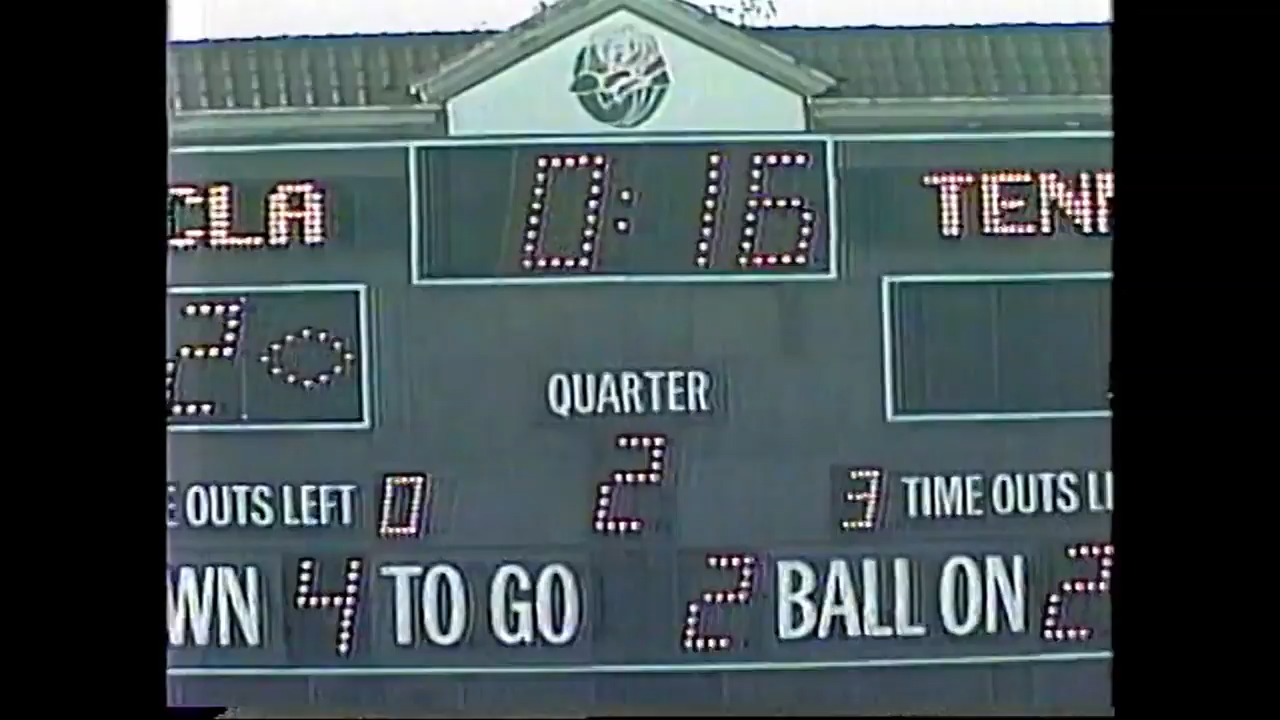 CLA 0:16 TENN
2
QUARTER
2
E OUTS LEFT 0 3 TIME OUTS L
WN 4 TO GO 2 BALL ON 2